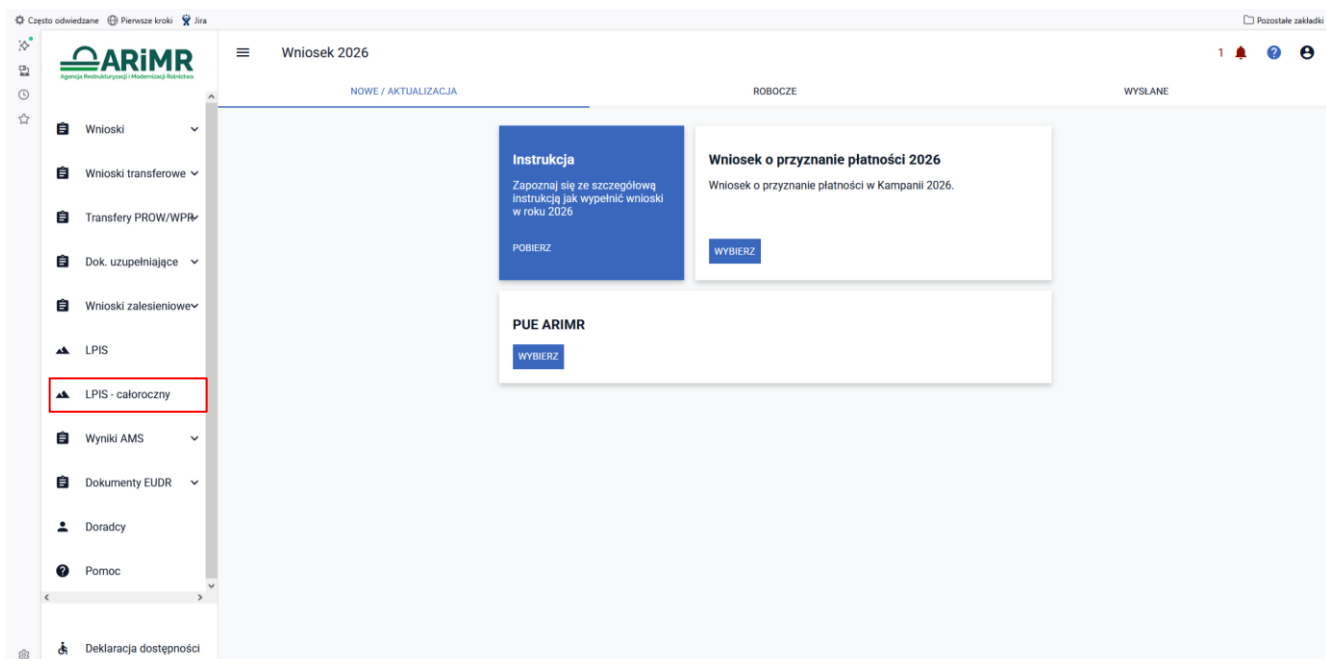 Często odwiedzane Pierwsze kroki Jira Pozostałe zakładki
ARiMR
Agencja Restrukturyzacji i Modernizacji Rolnictwa
Wniosek 2026
1
NOWE / AKTUALIZACJA ROBOCZE WYSŁANE
Wnioski
Wnioski transferowe
Transfery PROW/WPR
Dok. uzupełniające
Wnioski zalesieniowe
LPIS
LPIS - całoroczny
Wyniki AMS
Dokumenty EUDR
Doradcy
Pomoc
Deklaracja dostępności
Instrukcja
Zapoznaj się ze szczegółową
instrukcją jak wypełnić wnioski
w roku 2026
POBIERZ
Wniosek o przyznanie płatności 2026
Wniosek o przyznanie płatności w Kampanii 2026.
WYBIERZ
PUE ARIMR
WYBIERZ